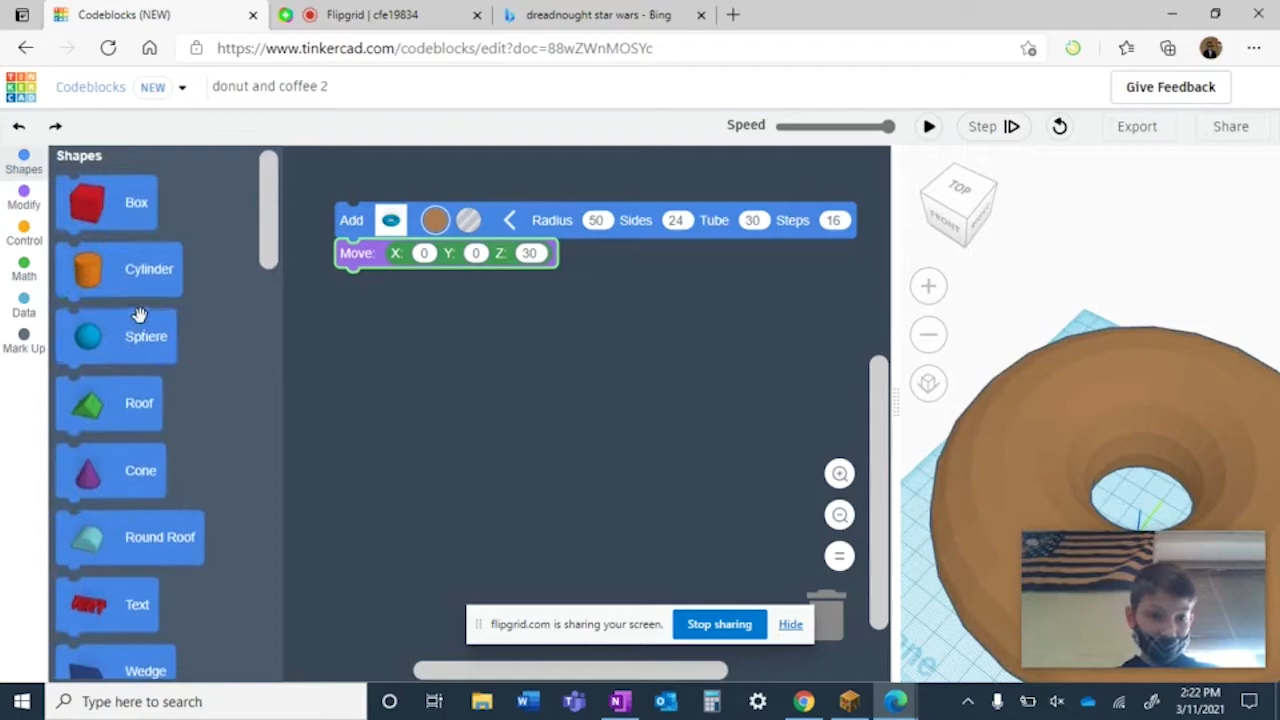 Codeblocks (NEW)
Flipgrid | cfe19834
dreadnought star wars - Bing
https://www.tinkercad.com/codeblocks/edit?doc=88wZWnMOSYc
TIN
KER
CAD
Codeblocks NEW
donut and coffee 2
Give Feedback
Speed
Step
Export
Share
Shapes
Modify
Control
Math
Data
Mark Up
Shapes
Box
Cylinder
Sphere
Roof
Cone
Round Roof
Text
Wedge
Add Radius 50 Sides 24 Tube 30 Steps 16
Move: X: 0 Y: 0 Z: 30
TOP
FRONT
flipgrid.com is sharing your screen.
Stop sharing
Hide
Type here to search
2:22 PM
3/11/2021